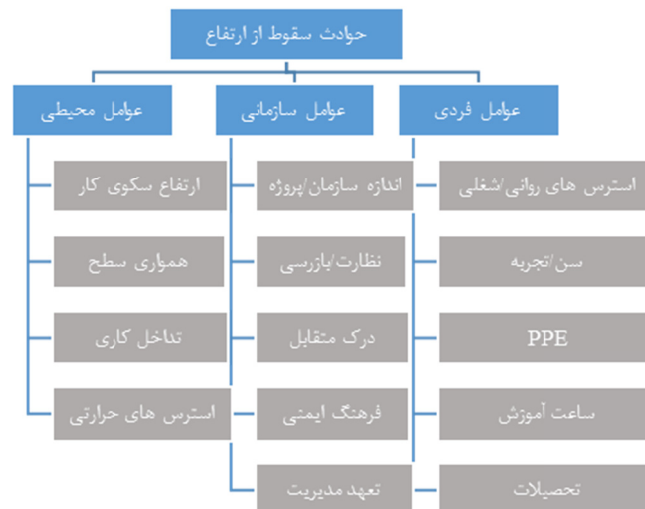 حوادث سقوط از ارتفاع
عوامل فردی
عوامل سازمانی
عوامل محیطی
استرس های روانی/شغلی
اندازه سازمان/پروژه
ارتفاع سکوی کار
سن/تجربه
نظارت/بازرسی
همواری سطح
PPE
درک متقابل
تداخل کاری
ساعت آموزش
فرهنگ ایمنی
استرس های حرارتی
تحصیلات
تعهد مدیریت